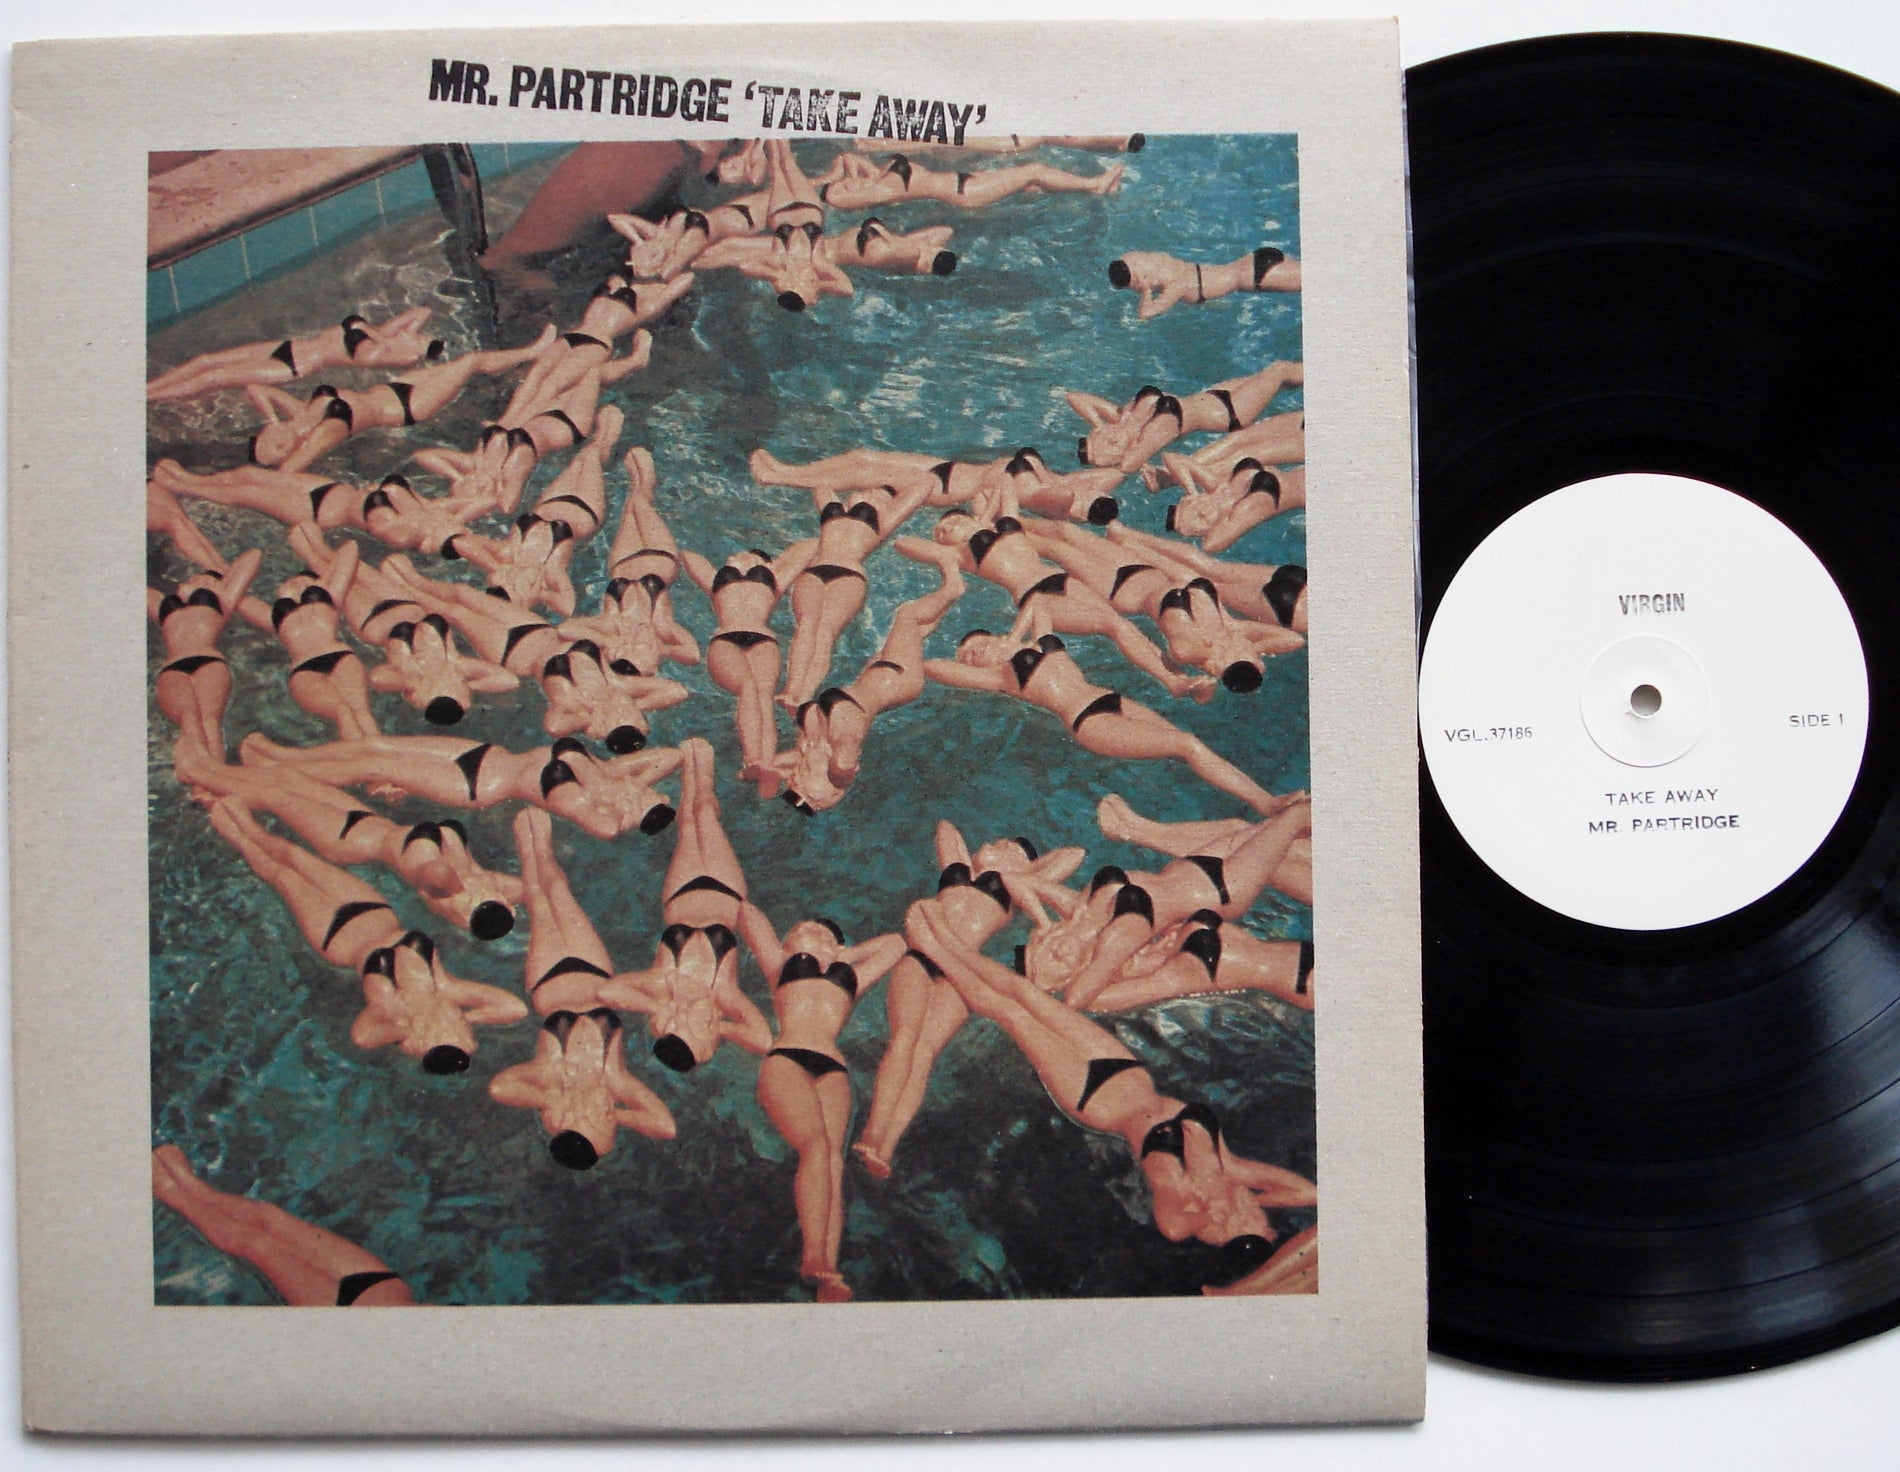 MR. PARTRIDGE ‘TAKE AWAY’
VIRGIN
VGL.37186
SIDE 1
TAKE AWAY
MR. PARTRIDGE